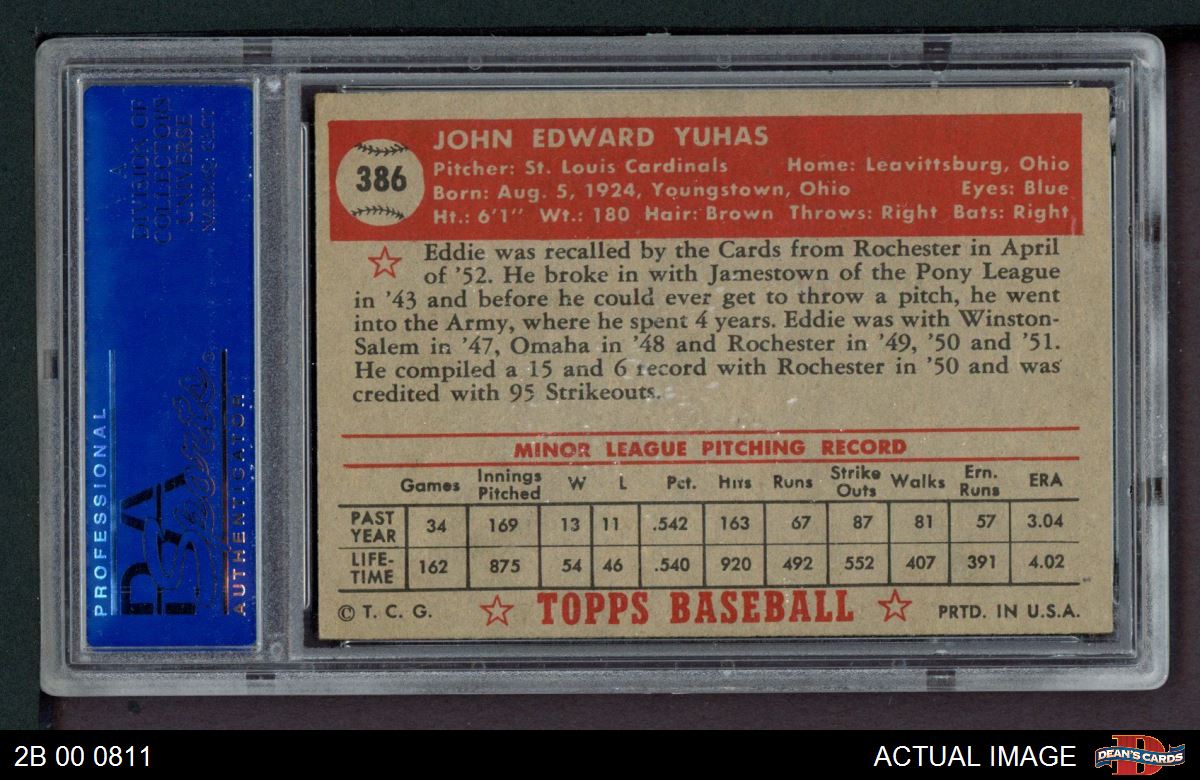 A
DIVISION OF
COLLECTORS
UNIVERSE
NASDAQ: CLCT
PROFESSIONAL
PSA
Sports
AUTHENTICATOR
386
JOHN EDWARD YUHAS
Pitcher: St. Louis Cardinals Home: Leavittsburg, Ohio
Born: Aug. 5, 1924, Youngstown, Ohio Eyes: Blue
Ht.: 6'1" Wt.: 180 Hair: Brown Throws: Right Bats: Right
Eddie was recalled by the Cards from Rochester in April
of '52. He broke in with Jamestown of the Pony League
in '43 and before he could ever get to throw a pitch, he went
into the Army, where he spent 4 years. Eddie was with Winston-
Salem in '47, Omaha in '48 and Rochester in '49, '50 and '51.
He compiled a 15 and 6 record with Rochester in '50 and was
credited with 95 Strikeouts.
MINOR LEAGUE PITCHING RECORD
Games Innings Pitched W L Pct. Hits Runs Strike Outs Walks Ern. Runs ERA
PAST YEAR 34 169 13 11 .542 163 67 87 81 57 3.04
LIFE-TIME 162 875 54 46 .540 920 492 552 407 391 4.02
© T. C. G. TOPPS BASEBALL PRTD. IN U.S.A.
2B 00 0811 ACTUAL IMAGE DEAN'S CARDS